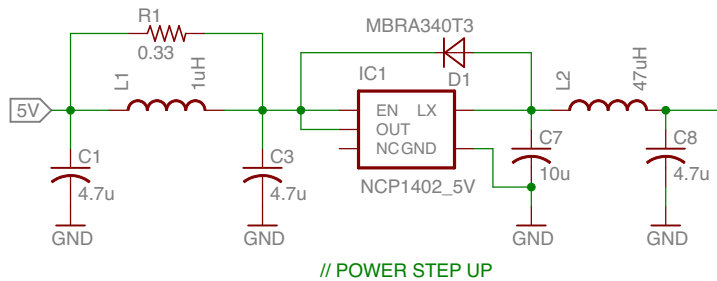 R1
0.33
MBRA340T3
L1
1uH
IC1
D1
L2
47uH
5V
EN LX
OUT
NC GND
C1
4.7u
C3
4.7u
NCP1402_5V
C7
10u
C8
4.7u
GND
GND
GND
GND
// POWER STEP UP